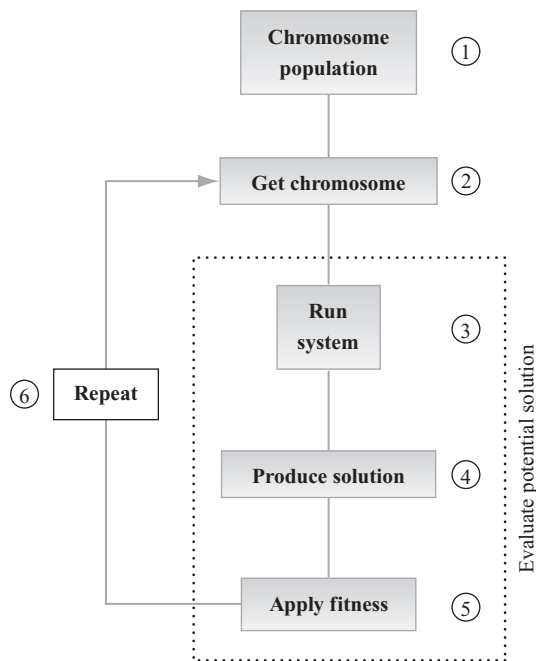 Chromosome
population
1
Get chromosome
2
Run
system
3
6
Repeat
Produce solution
4
Apply fitness
5
Evaluate potential solution